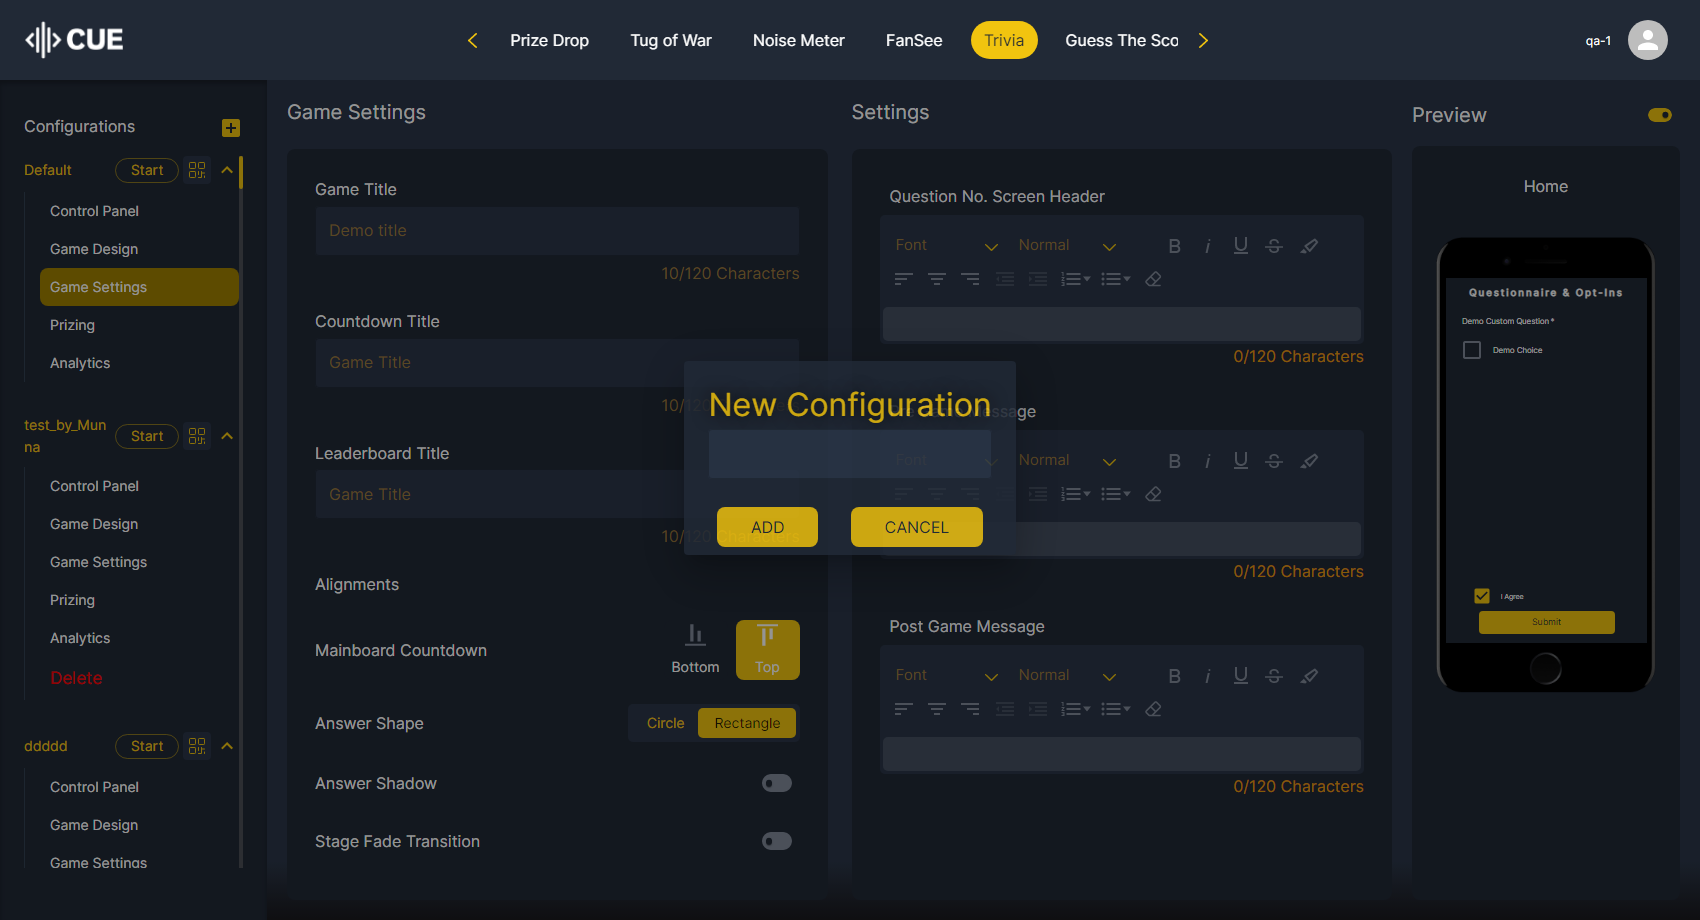 CUE
Prize Drop
Tug of War
Noise Meter
FanSee
Trivia
Guess The Sco
qa-1
Configurations
Default
Start
Control Panel
Game Design
Game Settings
Prizing
Analytics
test_by_Mun
na
Start
Control Panel
Game Design
Game Settings
Prizing
Analytics
Delete
ddddd
Start
Control Panel
Game Design
Game Settings
Game Settings
Game Title
Demo title
10/120 Characters
Countdown Title
Game Title
10/120
Leaderboard Title
Game Title
10/120 Characters
Alignments
Mainboard Countdown
Bottom
Top
Answer Shape
Circle
Rectangle
Answer Shadow
Stage Fade Transition
New Configuration
ADD
CANCEL
Settings
Question No. Screen Header
Font
Normal
B i U S
0/120 Characters
Message
Font
Normal
B i U S
0/120 Characters
Post Game Message
Font
Normal
B i U S
0/120 Characters
Preview
Home
Questionnaire & Opt-Ins
Demo Custom Question *
Demo Choice
I Agree
Submit